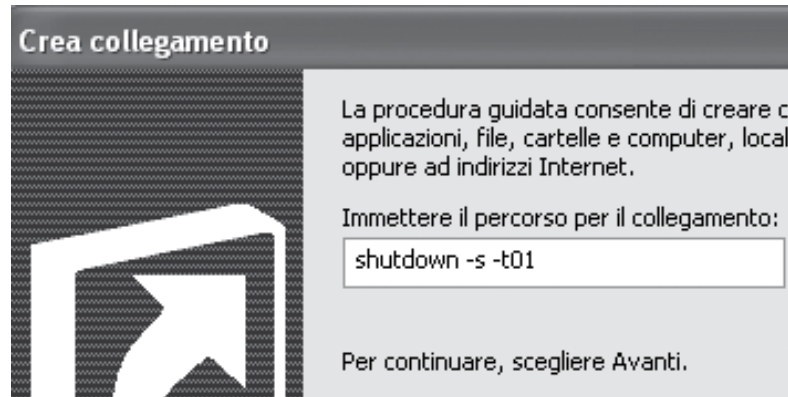 Crea collegamento
La procedura guidata consente di creare
applicazioni, file, cartelle e computer,
oppure ad indirizzi Internet.
Immettere il percorso per il collegamento:
shutdown -s -t01
Per continuare, scegliere Avanti.